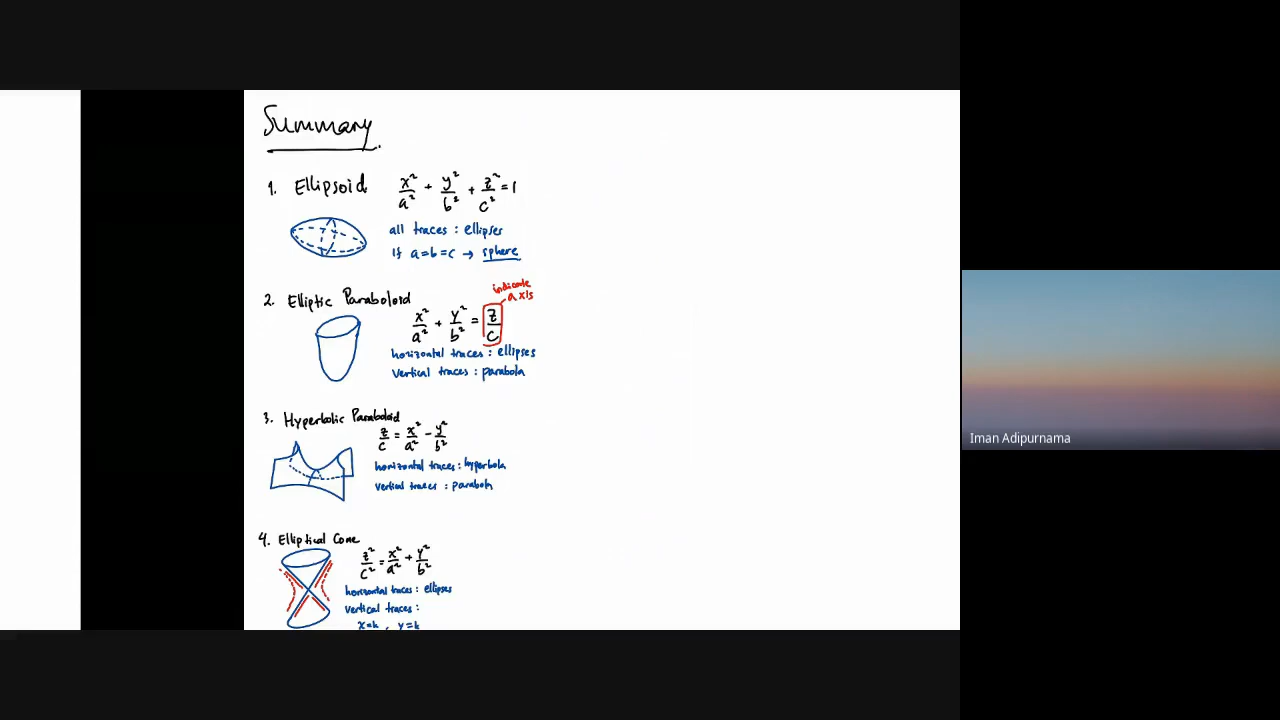 Summary.
1. Ellipsoid x²/a² + y²/b² + z²/c² = 1
all traces : ellipses
If a=b=c → sphere
indicate
axis
2. Elliptic Paraboloid
x²/a² + y²/b² = z/c
horizontal traces : ellipses
Vertical traces : parabola
3. Hyperbolic Paraboloid
z/c = x²/a² - y²/b²
horizontal traces : hyperbola
vertical traces : parabola
Iman Adipurnama
4. Elliptical Cone
z²/c² = x²/a² + y²/b²
horizontal traces : ellipses
vertical traces :
x=k , y=k